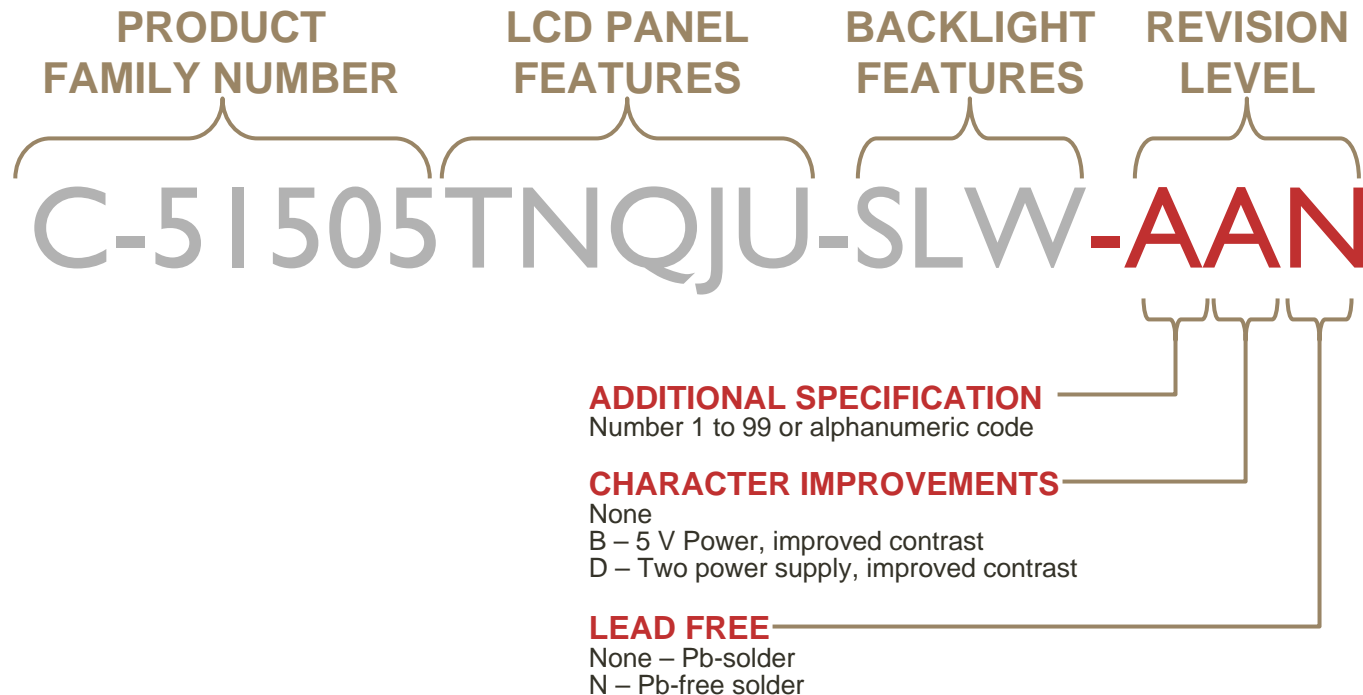 PRODUCT
FAMILY NUMBER
LCD PANEL
FEATURES
BACKLIGHT
FEATURES
REVISION
LEVEL
C-51505TNQJU-SLW-AAN
ADDITIONAL SPECIFICATION
Number 1 to 99 or alphanumeric code
CHARACTER IMPROVEMENTS
None
B – 5 V Power, improved contrast
D – Two power supply, improved contrast
LEAD FREE
None – Pb-solder
N – Pb-free solder